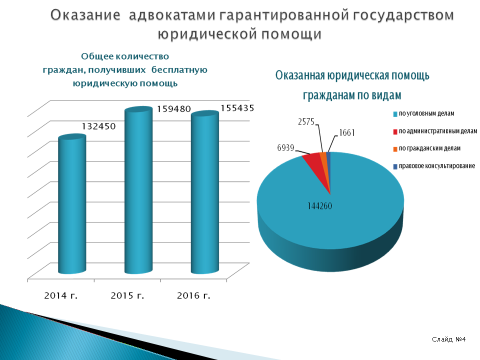 Оказание адвокатами гарантированной государством
юридической помощи
Общее количество
граждан, получивших бесплатную
юридическую помощь
132450
159480
155435
2014 г.
2015 г.
2016 г.
Оказанная юридическая помощь
гражданам по видам
2575
1661
6939
144260
по уголовным делам
по административным делам
по гражданским делам
правовое консультирование
Слайд №4